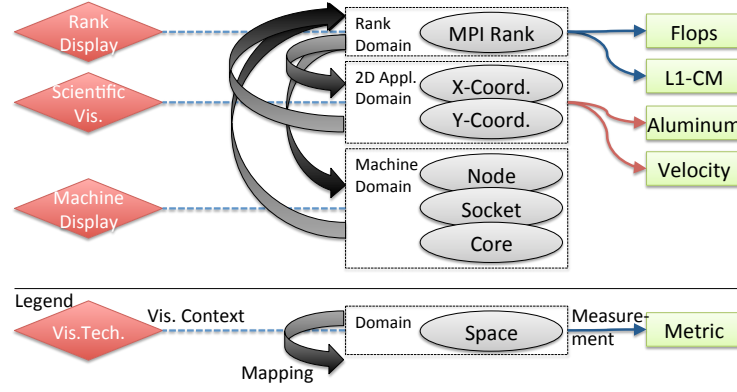 Rank
Display
Rank
Domain
MPI Rank
Flops
L1-CM
Scientific
Vis.
2D Appl.
Domain
X-Coord.
Y-Coord.
Aluminum
Velocity
Machine
Display
Machine
Domain
Node
Socket
Core
Legend
Vis.Tech.
Vis. Context
Mapping
Domain
Space
Measure-
ment
Metric